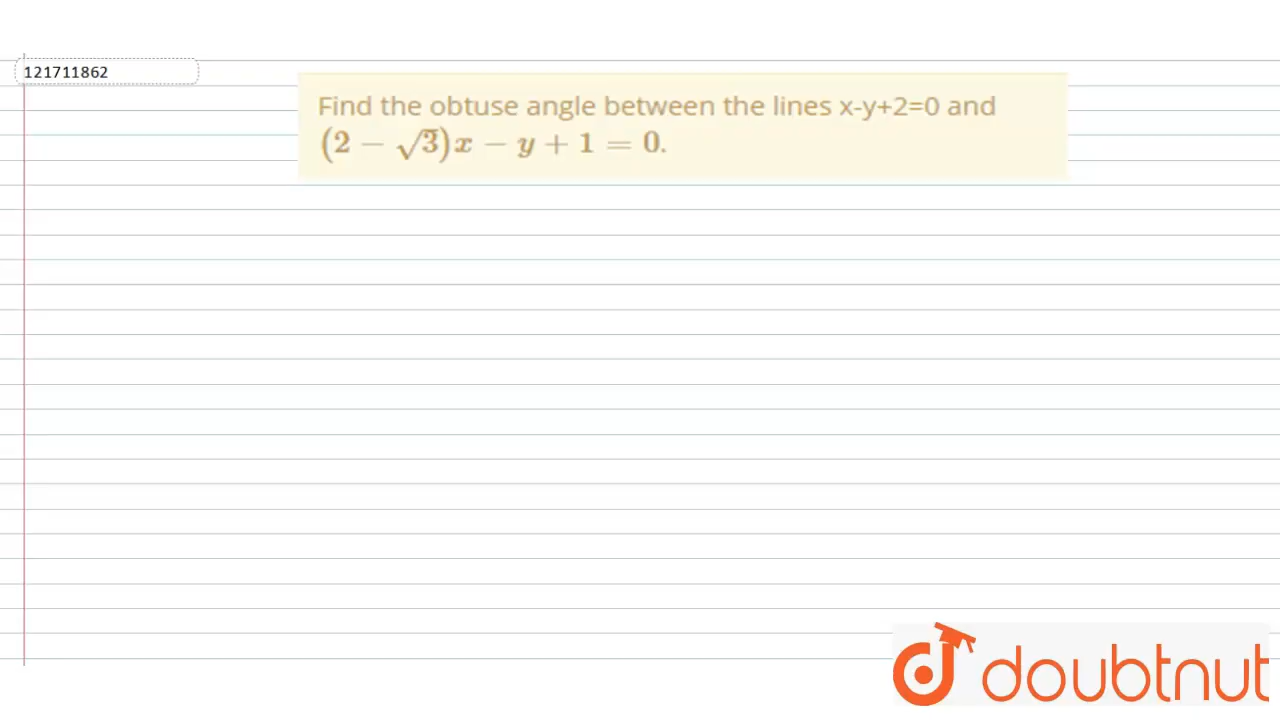 121711862
Find the obtuse angle between the lines x-y+2=0 and
(2 − √3)x − y + 1 = 0.
doubtnut